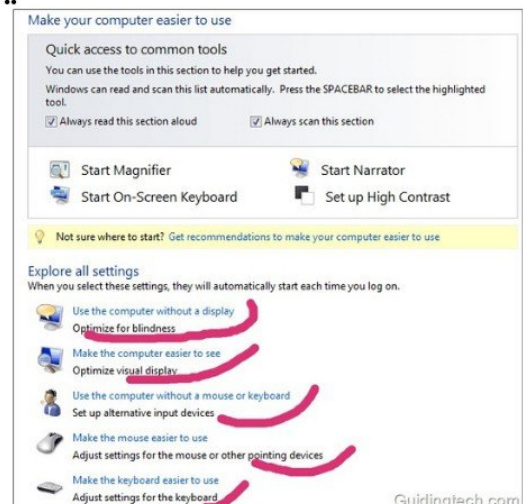 Make your computer easier to use
Quick access to common tools
You can use the tools in this section to help you get started.
Windows can read and scan this list automatically. Press the SPACEBAR to select the highlighted
tool.
Always read this section aloud Always scan this section
Start Magnifier Start Narrator
Start On-Screen Keyboard Set up High Contrast
Not sure where to start? Get recommendations to make your computer easier to use
Explore all settings
When you select these settings, they will automatically start each time you log on.
Use the computer without a display
Optimize for blindness
Make the computer easier to see
Optimize visual display
Use the computer without a mouse or keyboard
Set up alternative input devices
Make the mouse easier to use
Adjust settings for the mouse or other pointing devices
Make the keyboard easier to use
Adjust settings for the keyboard
Guidingtech.com